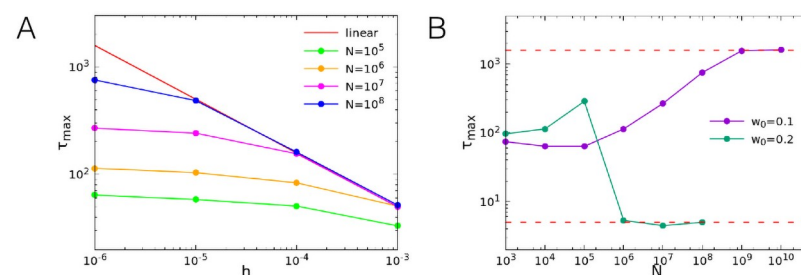 A
τmax
10³
10²
linear
N=10⁵
N=10⁶
N=10⁷
N=10⁸
10⁻⁶ 10⁻⁵ 10⁻⁴ 10⁻³
h
B
τmax
10³
10²
10¹
10⁰
w₀=0.1
w₀=0.2
10³ 10⁴ 10⁵ 10⁶ 10⁷ 10⁸ 10⁹ 10¹⁰
N